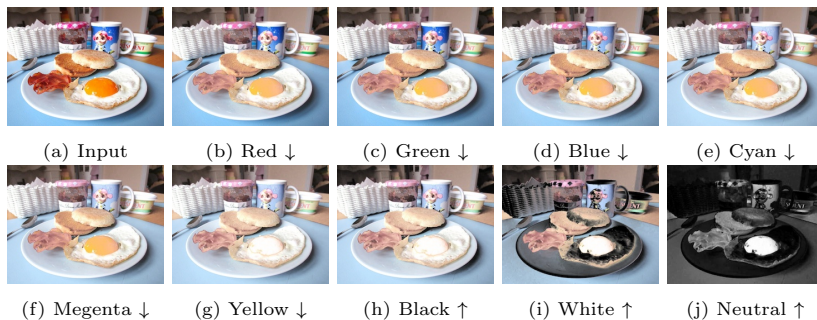 (a) Input
(b) Red ↓
(c) Green ↓
(d) Blue ↓
(e) Cyan ↓
(f) Megenta ↓
(g) Yellow ↓
(h) Black ↑
(i) White ↑
(j) Neutral ↑